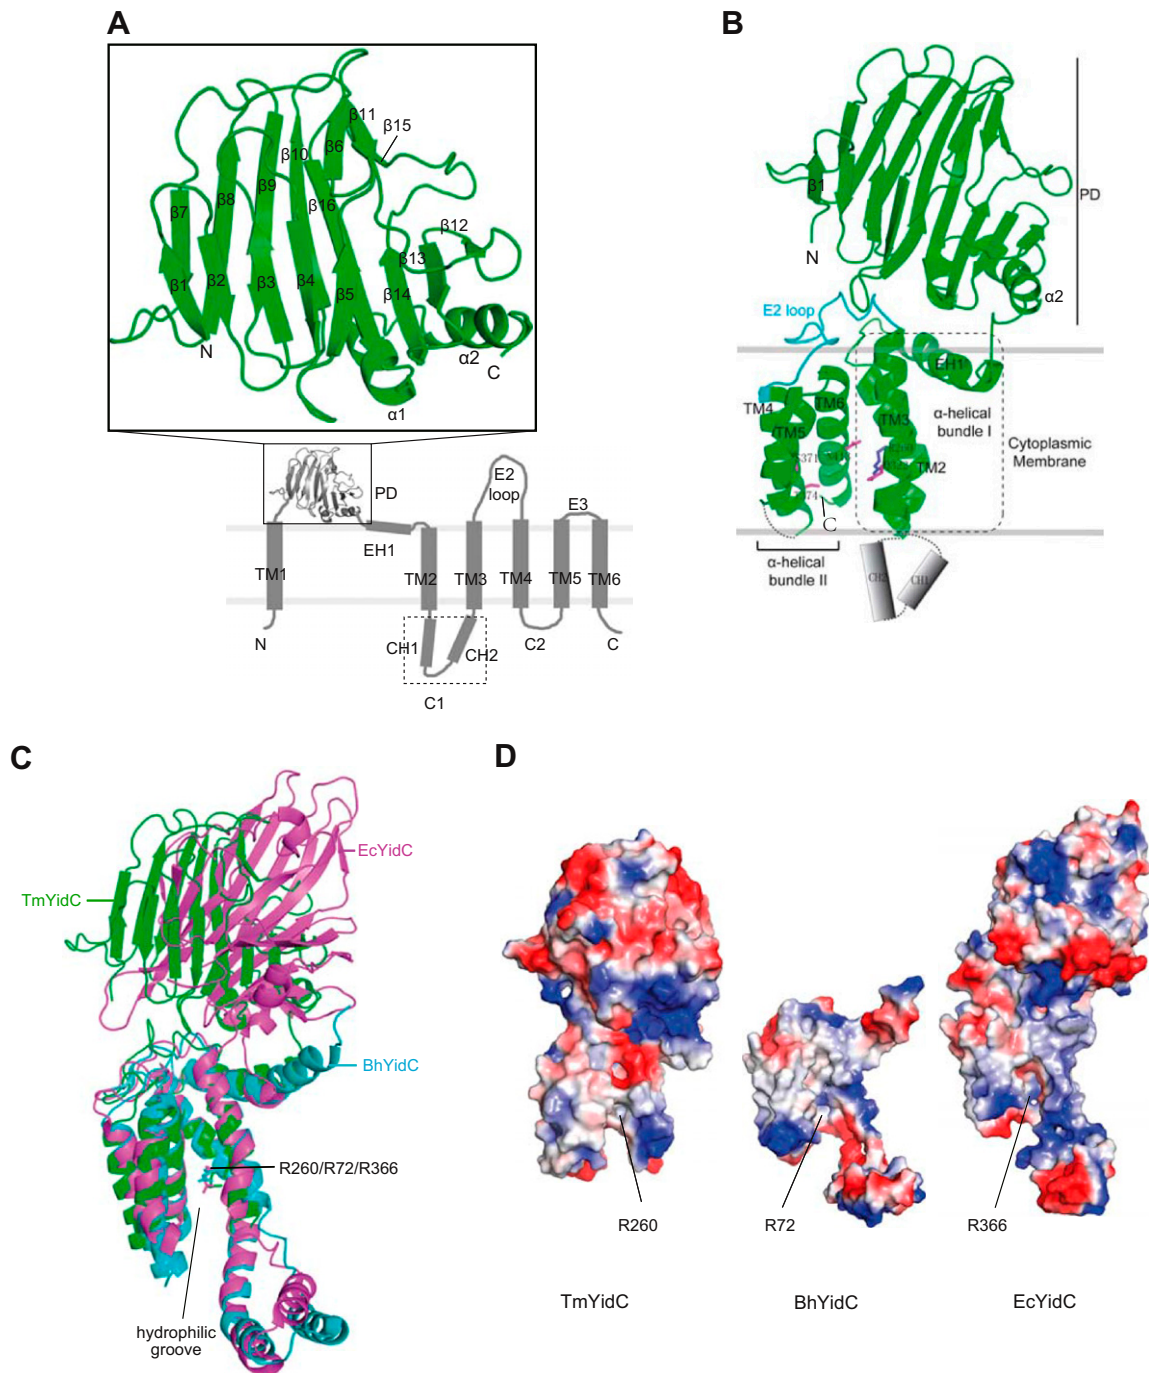 A
β11
β15
β6
β10
β9
β8
β16
β7
β12
β13
β1
β2
β3
β4
β5
β14
N
α2
C
α1
PD
E2
loop
E3
EH1
TM1
TM2
TM3
TM4
TM5
TM6
N
CH1
CH2
C2
C
C1
B
β1
PD
N
α2
E2 loop
EH1
TM4
TM6
TM3
TM5
α-helical
bundle I
Cytoplasmic
Membrane
TM2
C
α-helical
bundle II
CH2
CH1
C
EcYidC
TmYidC
BhYidC
R260/R72/R366
hydrophilic
groove
D
R260
R72
R366
TmYidC
BhYidC
EcYidC